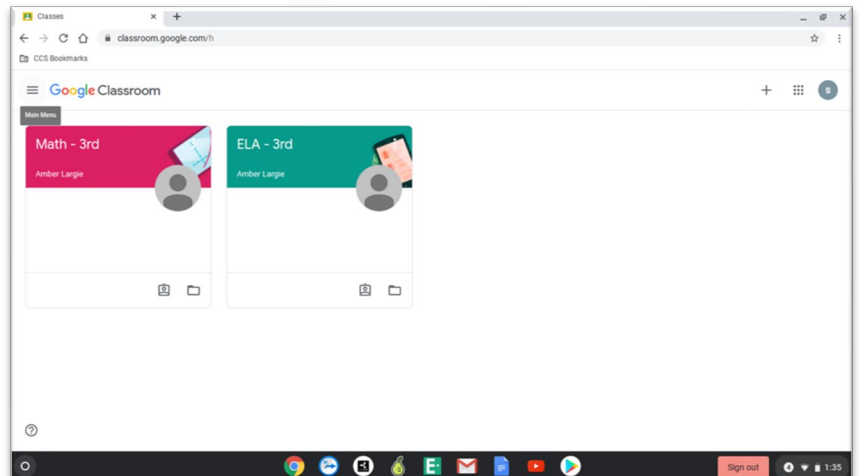 Classes
classroom.google.com/h
CCS Bookmarks
Google Classroom
S
Main Menu
Math - 3rd
Amber Largie
ELA - 3rd
Amber Largie
Sign out
4
1:35